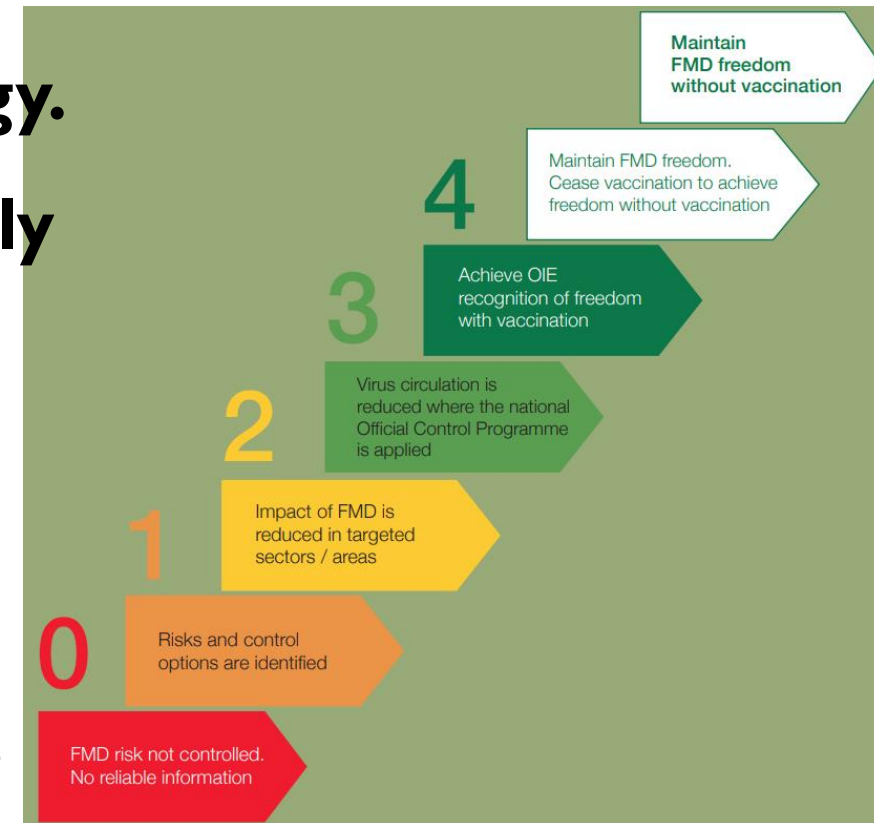 gy.
ly
Maintain
FMD freedom
without vaccination
Maintain FMD freedom.
Cease vaccination to achieve
freedom without vaccination
4
Achieve OIE
recognition of freedom
with vaccination
3
Virus circulation is
reduced where the national
Official Control Programme
is applied
2
Impact of FMD is
reduced in targeted
sectors / areas
1
Risks and control
options are identified
0
FMD risk not controlled.
No reliable information